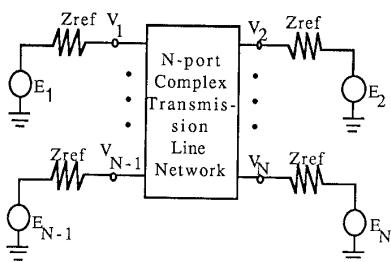 Zref V1 V2 Zref
N-port
Complex
Transmis-
sion
Line
Network
E1 E2
Zref VN-1 VN Zref
EN-1 EN